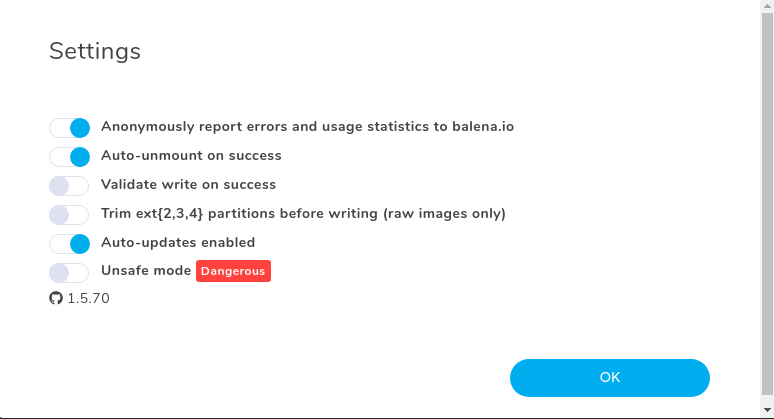 Settings
Anonymously report errors and usage statistics to balena.io
Auto-unmount on success
Validate write on success
Trim ext{2,3,4} partitions before writing (raw images only)
Auto-updates enabled
Unsafe mode Dangerous
1.5.70
OK